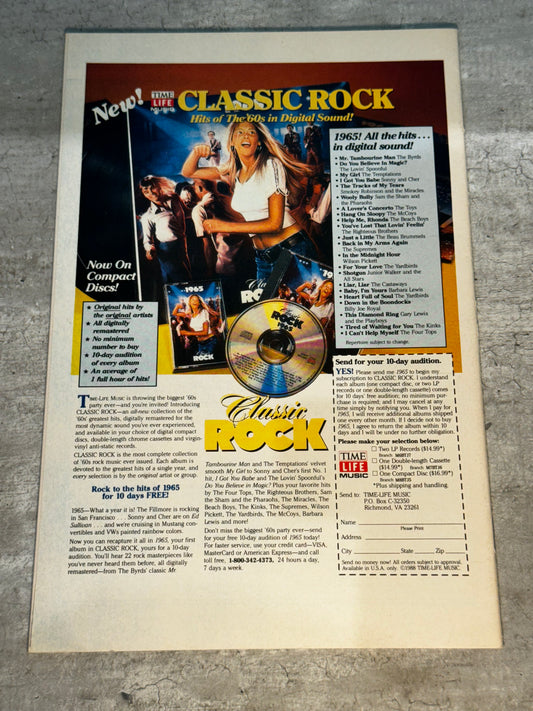 New!
TIME
LIFE
MUSIC
CLASSIC ROCK
Hits of The '60s in Digital Sound!
1965! All the hits . . .
in digital sound!
• Mr. Tambourine Man The Byrds
• Do You Believe In Magic?
The Lovin' Spoonful
• My Girl The Temptations
• I Got You Babe Sonny and Cher
• The Tracks of My Tears
Smokey Robinson and the Miracles
• Wooly Bully Sam the Sham and
the Pharaohs
• A Lover's Concerto The Toys
• Hang On Sloopy The McCoys
• Help Me, Rhonda The Beach Boys
• You've Lost That Lovin' Feelin'
The Righteous Brothers
• Just a Little The Beau Brummels
• Back in My Arms Again
The Supremes
• In the Midnight Hour
Wilson Pickett
• For Your Love The Yardbirds
• Shotgun Junior Walker and the
All Stars
• Liar, Liar The Castaways
• Baby, I'm Yours Barbara Lewis
• Heart Full of Soul The Yardbirds
• Down in the Boondocks
Billy Joe Royal
• This Diamond Ring Gary Lewis
and the Playboys
• Tired of Waiting for You The Kinks
• I Can't Help Myself The Four Tops
Repertoire subject to change.
Now On
Compact
Discs!
★ Original hits by
the original artists
★ All digitally
remastered
★ No minimum
number to buy
★ 10-day audition
of every album
★ An average of
1 full hour of hits!
1965
ROCK
Classic
1965
Classic
ROCK
TIME-LIFE MUSIC is throwing the biggest '60s
party ever—and you're invited! Introducing
CLASSIC ROCK—an all-new collection of the
'60s' greatest hits, digitally remastered for the
most dynamic sound you've ever experienced,
and available in your choice of digital compact
discs, double-length chrome cassettes and virgin-
vinyl anti-static records.
CLASSIC ROCK is the most complete collection
of '60s rock music ever issued. Each album is
devoted to the greatest hits of a single year, and
every selection is by the original artist or group.
Rock to the hits of 1965
for 10 days FREE!
1965—What a year it is! The Fillmore is rocking
in San Francisco . . . Sonny and Cher are on Ed
Sullivan . . . and we're cruising in Mustang con-
vertibles and VWs painted rainbow colors.
Now you can recapture it all in 1965, your first
album in CLASSIC ROCK, yours for a 10-day
audition. You'll hear 22 rock masterpieces like
you've never heard them before, all digitally
remastered—from The Byrds' classic Mr.
Tambourine Man and The Temptations' velvet
smooth My Girl to Sonny and Cher's first No. 1
hit, I Got You Babe and The Lovin' Spoonful's
Do You Believe in Magic? Plus your favorite hits
by The Four Tops, The Righteous Brothers, Sam
the Sham and the Pharaohs, The Miracles, The
Beach Boys, The Kinks, The Supremes, Wilson
Pickett, The Yardbirds, The McCoys, Barbara
Lewis and more!
Don't miss the biggest '60s party ever—send
for your free 10-day audition of 1965 today!
For faster service, use your credit card—VISA,
MasterCard or American Express—and call
toll free. 1-800-342-4373, 24 hours a day,
7 days a week.
Send for your 10-day audition.
YES! Please send me 1965 to begin my
subscription to CLASSIC ROCK. I understand
each album (one compact disc, or two LP
records or one double-length cassette) comes
for 10 days' free audition; no minimum pur-
chase is required; and I may cancel at any
time simply by notifying you. When I pay for
1965, I will receive additional albums shipped
one every other month. If I decide not to buy
1965, I agree to return the album within 10
days and I will be under no further obligation.
Please make your selection below:
TIME
LIFE
MUSIC
Two LP Records ($14.99*)
One Double-length Cassette
($14.99*)
One Compact Disc ($16.99*)
*Plus shipping and handling.
Send to: TIME-LIFE MUSIC
P.O. Box C-32350
Richmond, VA 23261
Name
Please Print
Address
City State Zip
Send no money now! All orders subject to approval.
Available in U.S.A. only. ©1988 TIME-LIFE MUSIC.